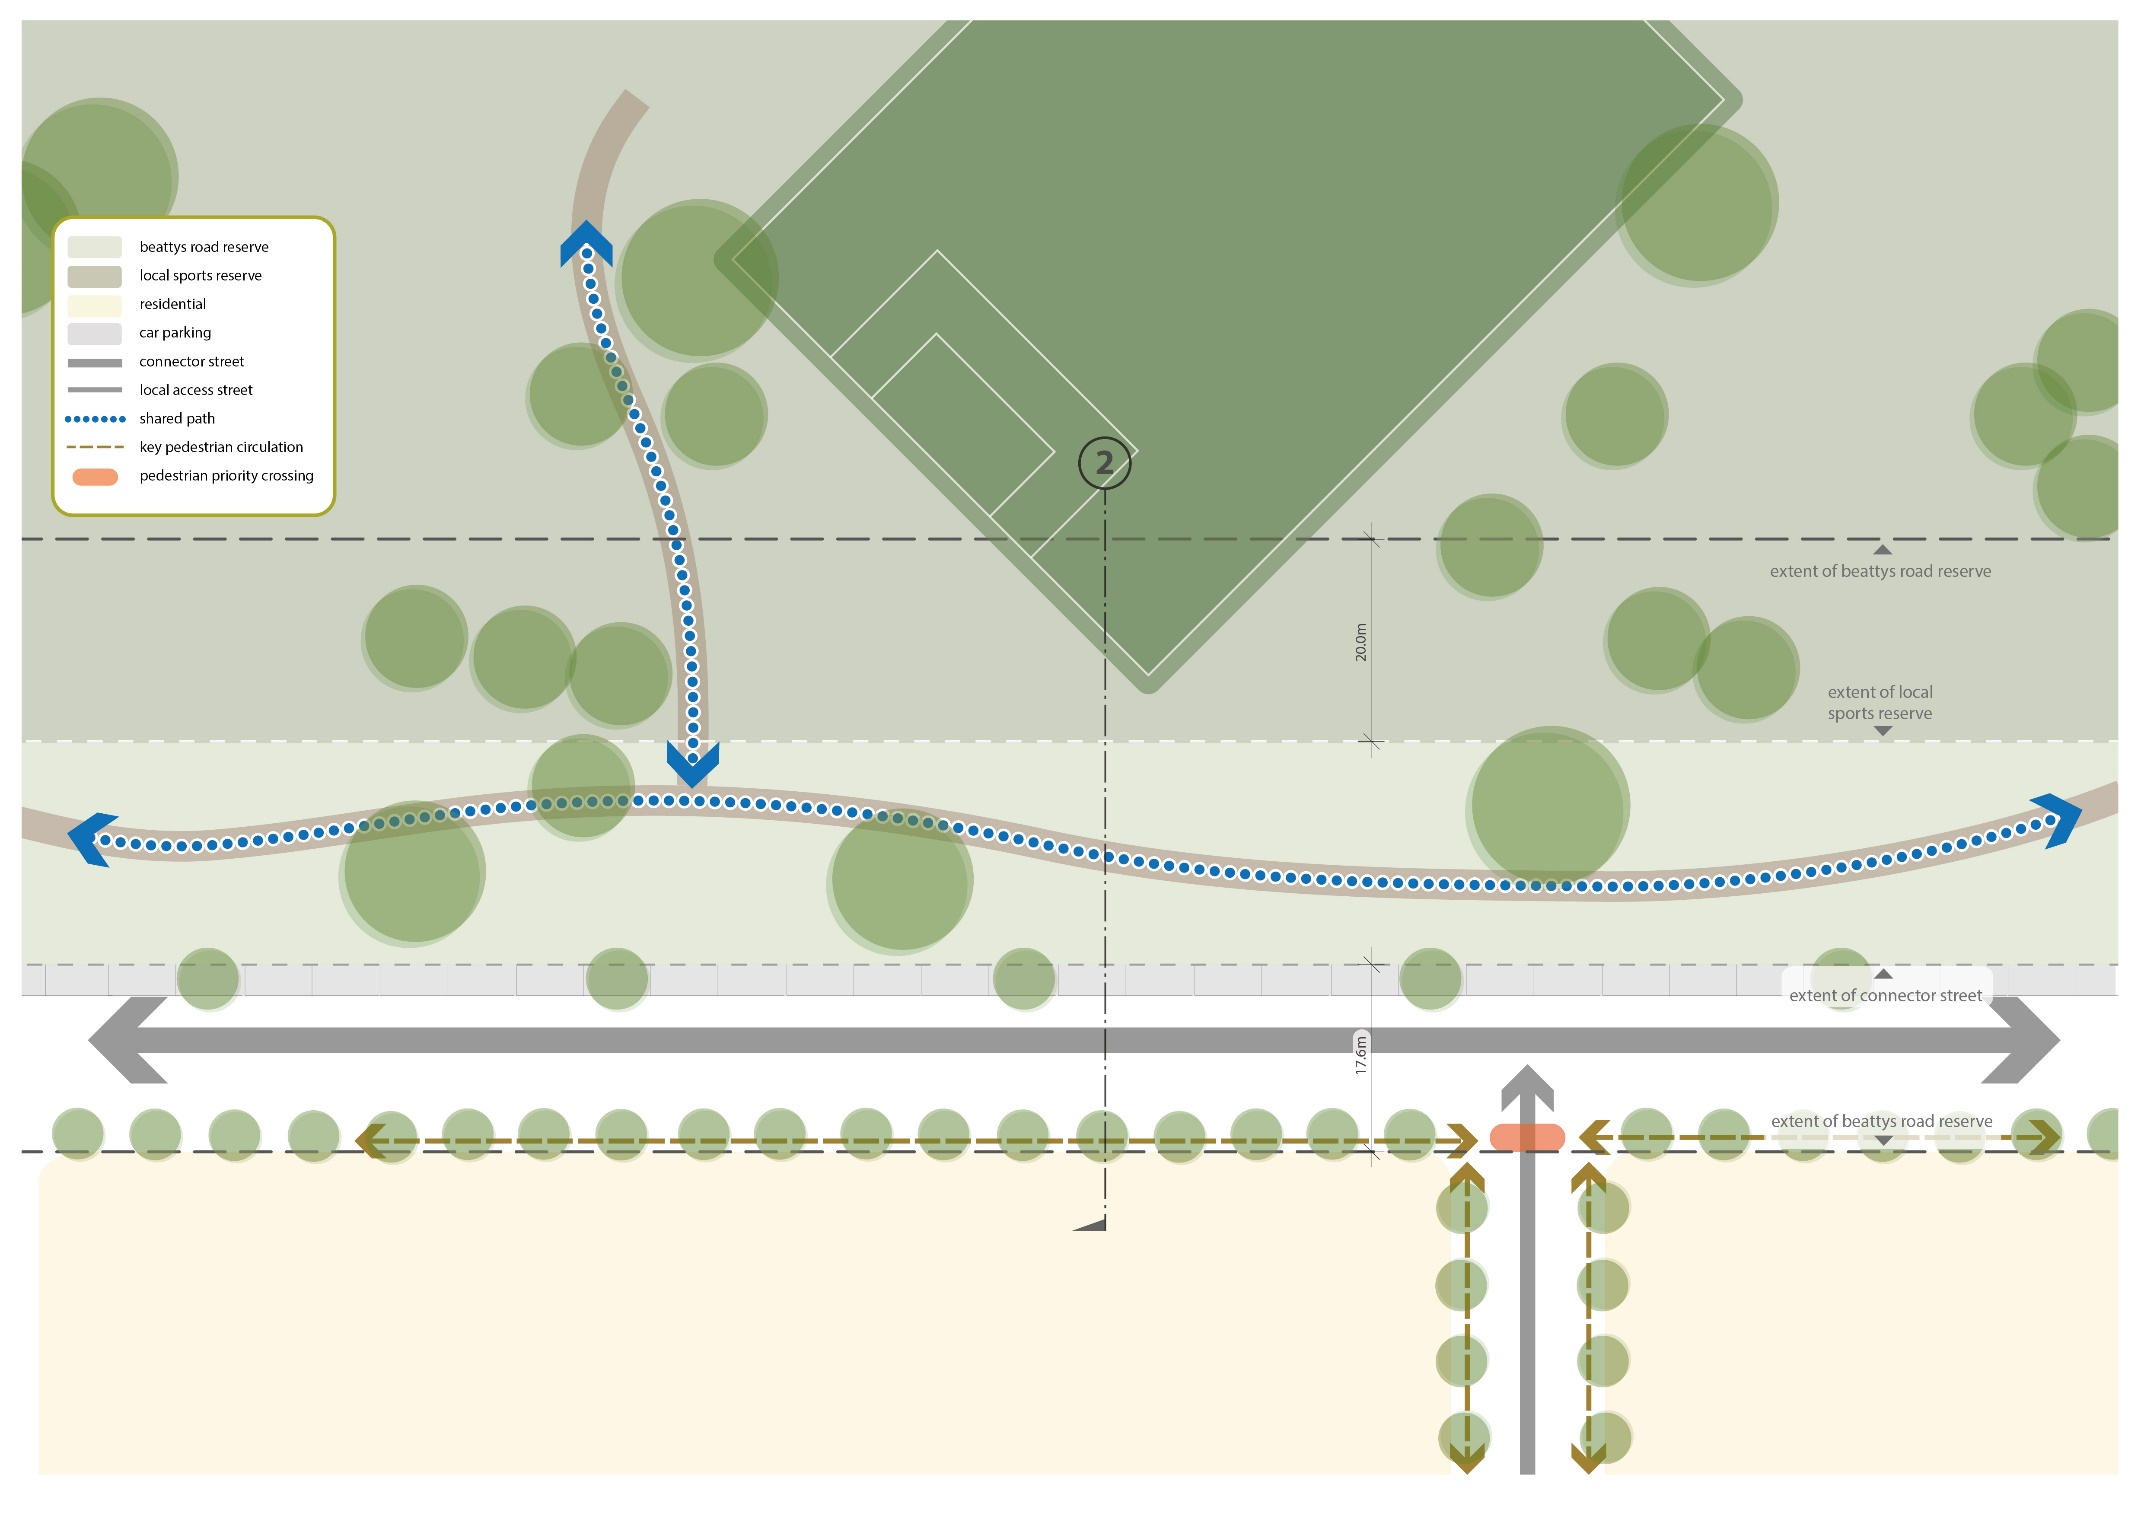 beattys road reserve
local sports reserve
residential
car parking
connector street
local access street
shared path
key pedestrian circulation
pedestrian priority crossing
2
extent of beattys road reserve
20.0m
extent of local
sports reserve
extent of connector street
17.6m
extent of beattys road reserve